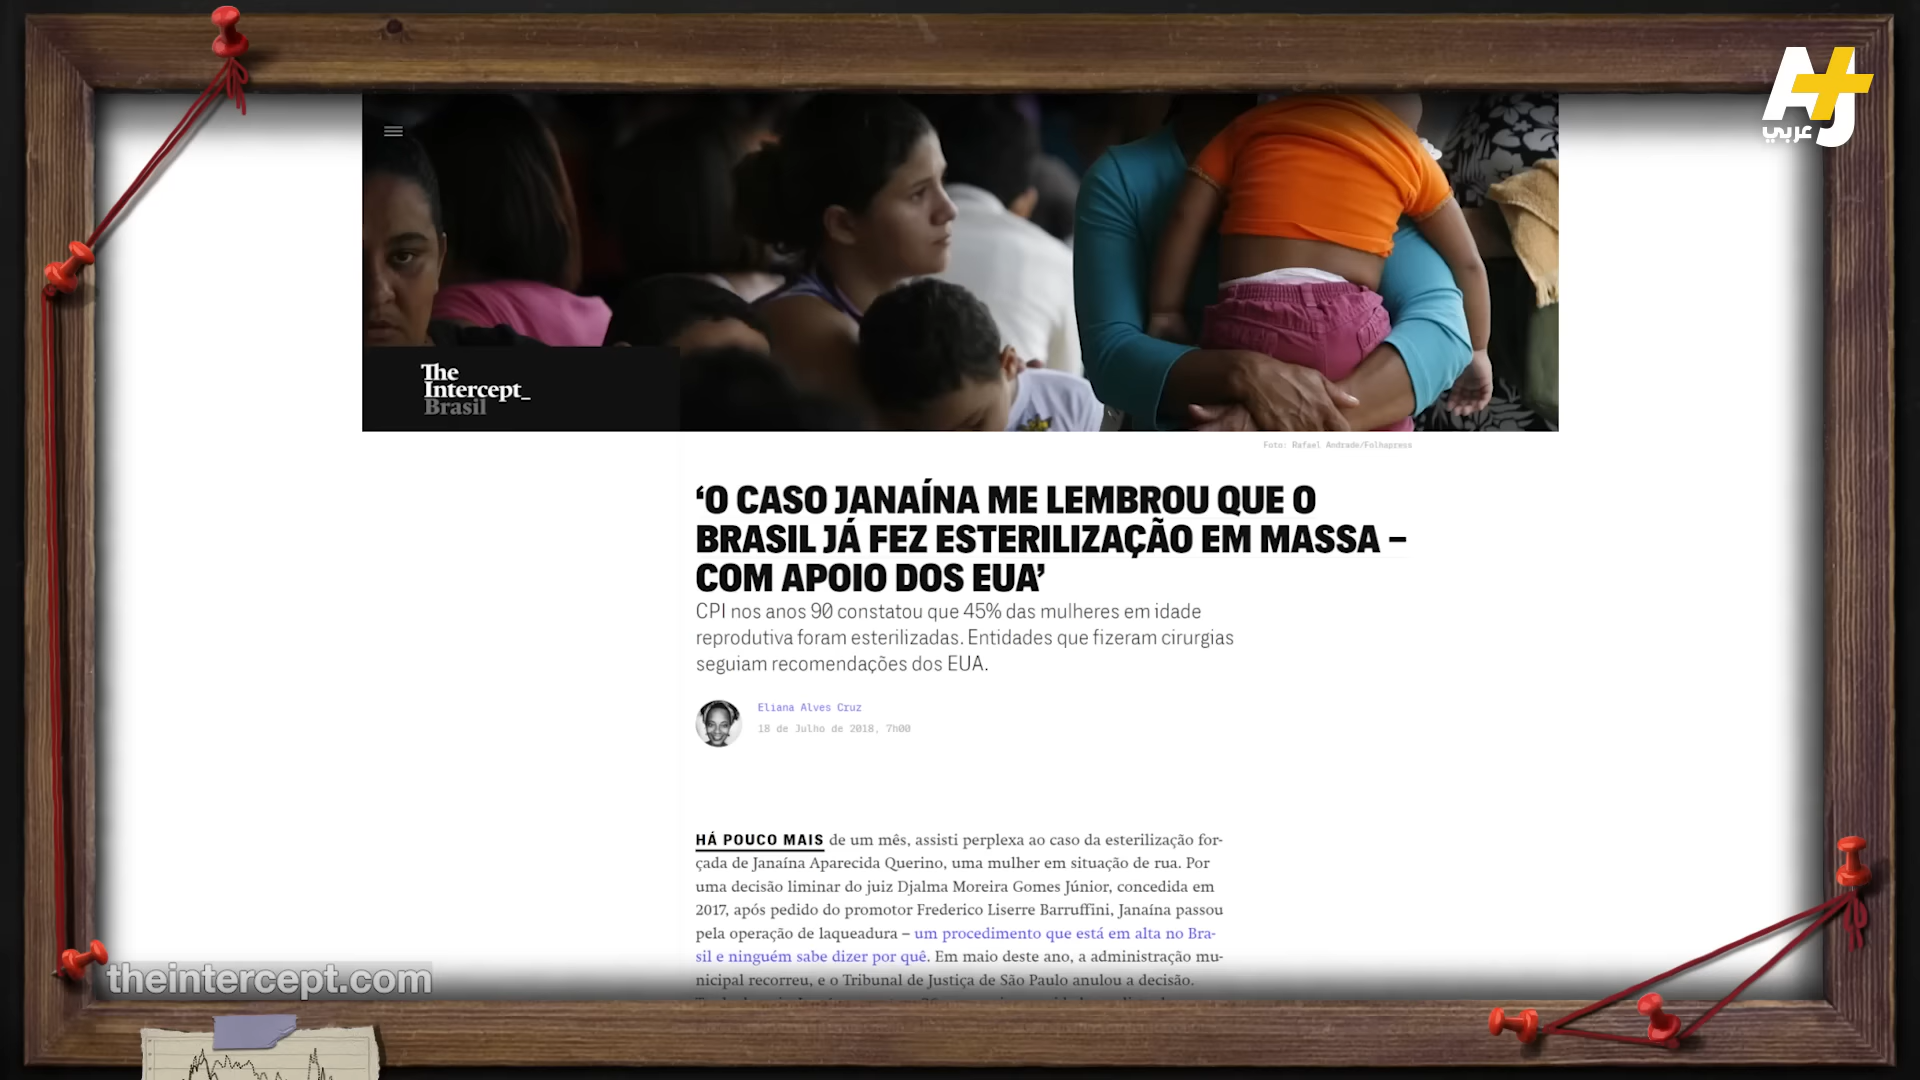 AJ+
عربي
The
Intercept_
Brasil
Foto: Rafael Andrade/Folhapress
‘O CASO JANAÍNA ME LEMBROU QUE O
BRASIL JÁ FEZ ESTERILIZAÇÃO EM MASSA –
COM APOIO DOS EUA’
CPI nos anos 90 constatou que 45% das mulheres em idade
reprodutiva foram esterilizadas. Entidades que fizeram cirurgias
seguiam recomendações dos EUA.
Eliana Alves Cruz
18 de Julho de 2018, 7h00
HÁ POUCO MAIS de um mês, assisti perplexa ao caso da esterilização for-
çada de Janaína Aparecida Querino, uma mulher em situação de rua. Por
uma decisão liminar do juiz Djalma Moreira Gomes Júnior, concedida em
2017, após pedido do promotor Frederico Liserre Barruffini, Janaína passou
pela operação de laqueadura – um procedimento que está em alta no Bra-
sil e ninguém sabe dizer por quê. Em maio deste ano, a administração mu-
nicipal recorreu, e o Tribunal de Justiça de São Paulo anulou a decisão.
theintercept.com